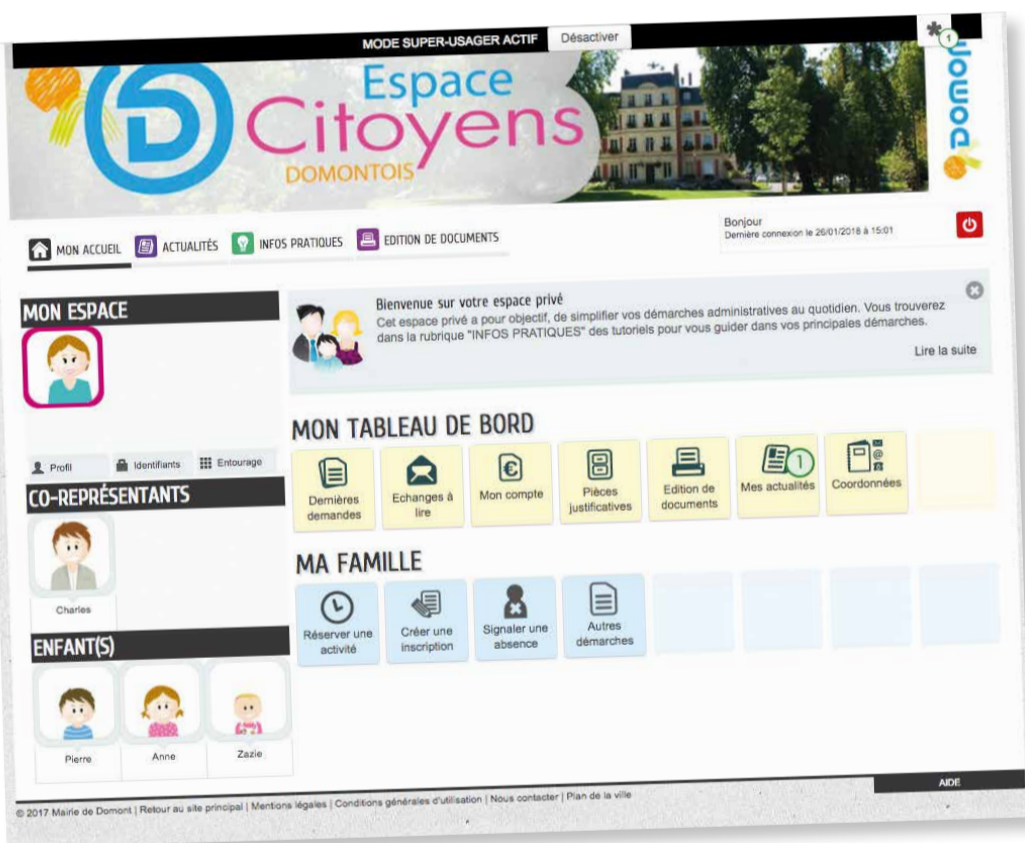 MODE SUPER-USAGER ACTIF Désactiver
1
Espace
Citoyens
DOMONTOIS
Domo
MON ACCUEIL ACTUALITÉS INFOS PRATIQUES EDITION DE DOCUMENTS
Bonjour
Dernière connexion le 26/01/2018 à 15:01
MON ESPACE
Profil Identifiants Entourage
CO-REPRÉSENTANTS
Charles
ENFANT(S)
Pierre Anne Zazie
Bienvenue sur votre espace privé
Cet espace privé a pour objectif, de simplifier vos démarches administratives au quotidien. Vous trouverez
dans la rubrique "INFOS PRATIQUES" des tutoriels pour vous guider dans vos principales démarches.
Lire la suite
MON TABLEAU DE BORD
Dernières
demandes
Echanges à
lire
Mon compte
Pièces
justificatives
Edition de
documents
1
Mes actualités
Coordonnées
MA FAMILLE
Réserver une
activité
Créer une
inscription
Signaler une
absence
Autres
démarches
AIDE
© 2017 Mairie de Domont | Retour au site principal | Mentions légales | Conditions générales d'utilisation | Nous contacter | Plan de la ville